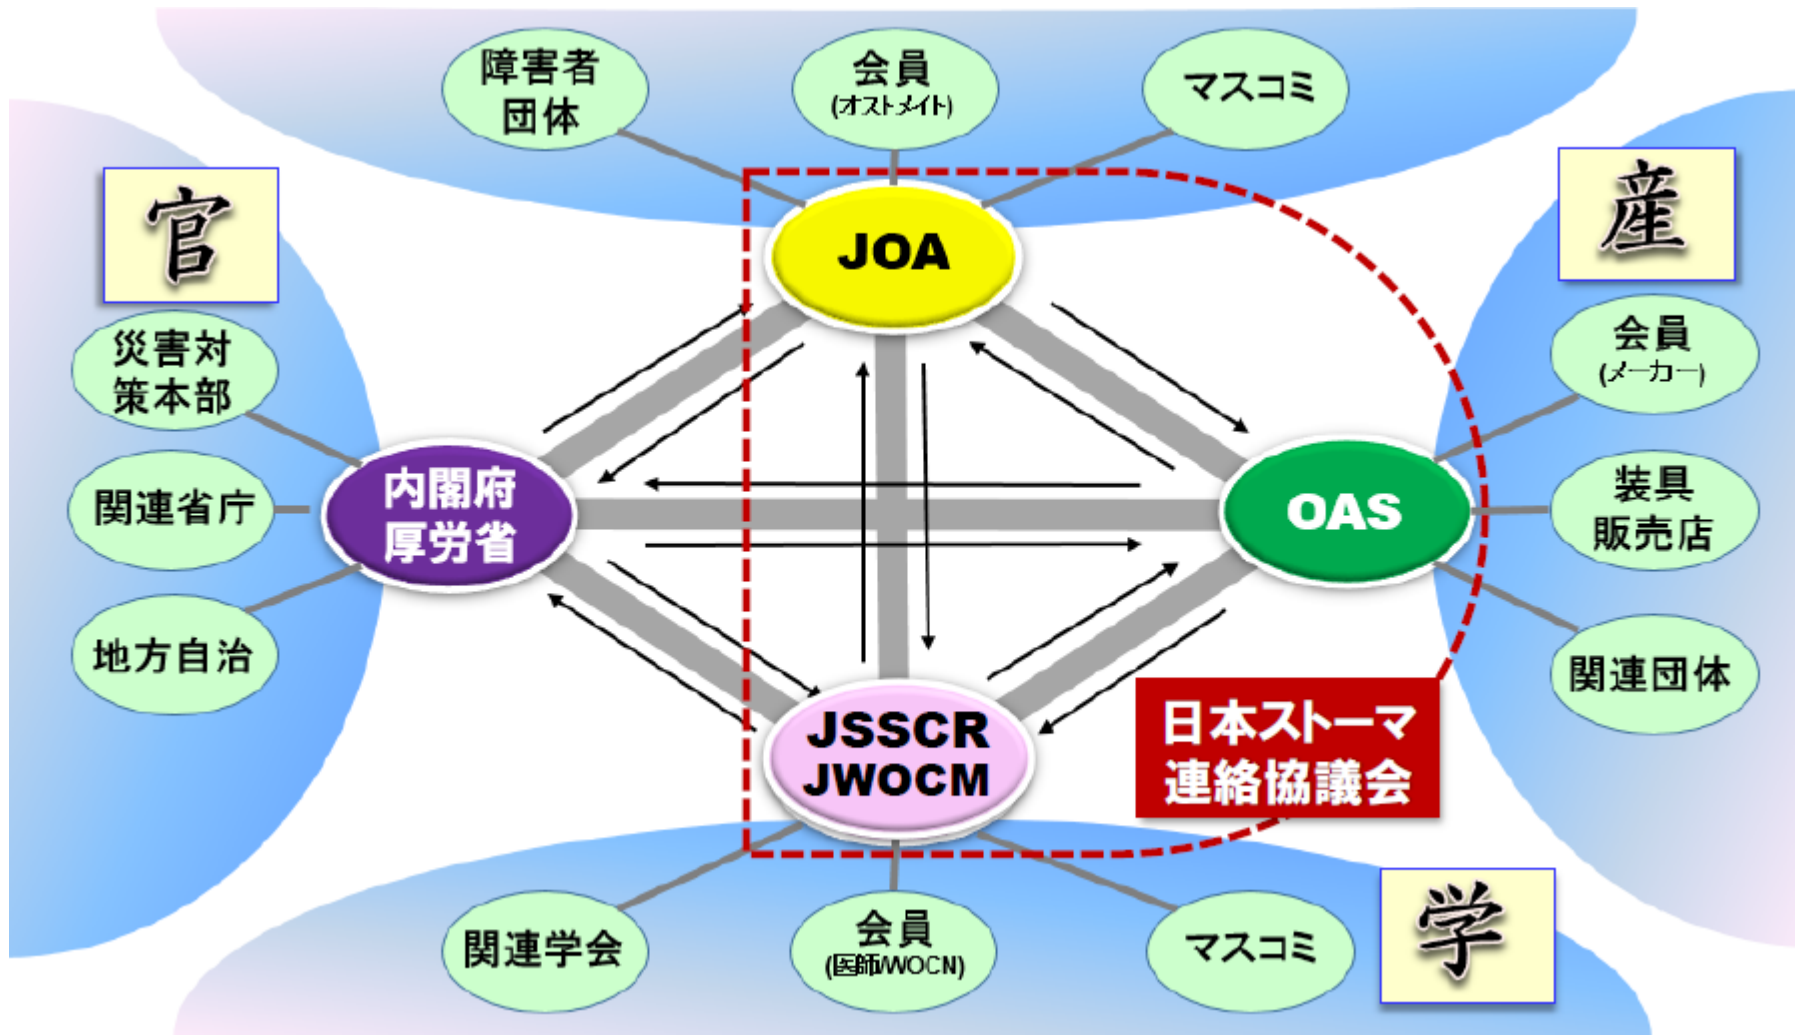 障害者
団体
会員
(オストメイト)
マスコミ
官
産
JOA
災害対
策本部
会員
(メーカー)
関連省庁
内閣府
厚労省
OAS
装具
販売店
地方自治
関連団体
JSSCR
JWOCM
日本ストーマ
連絡協議会
関連学会
会員
(医師/WOCN)
マスコミ
学